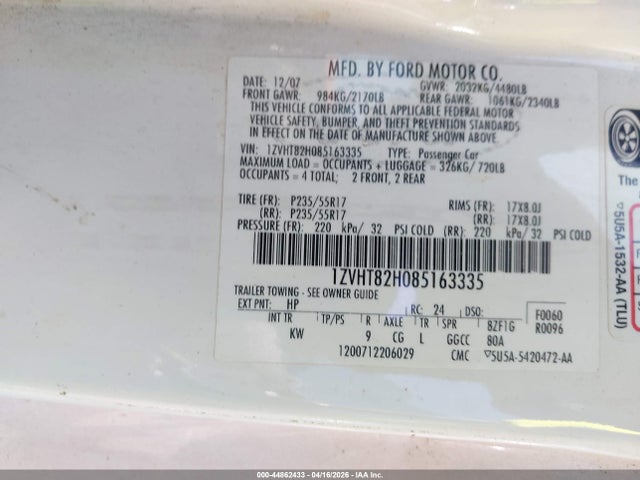 MFD. BY FORD MOTOR CO.
DATE: 12/07 GVWR: 2032KG/4480LB
FRONT GAWR: 984KG/2170LB REAR GAWR: 1061KG/2340LB
THIS VEHICLE CONFORMS TO ALL APPLICABLE FEDERAL MOTOR
VEHICLE SAFETY, BUMPER, AND THEFT PREVENTION STANDARDS
IN EFFECT ON THE DATE OF MANUFACTURE SHOWN ABOVE.
VIN: 1ZVHT82H085163335 TYPE: Passenger Car
MAXIMUM LOAD = OCCUPANTS + LUGGAGE = 326KG/720LB
OCCUPANTS = 4 TOTAL; 2 FRONT, 2 REAR
TIRE (FR): P235/55R17 RIMS (FR): 17X8.0J
(RR): P235/55R17 (RR): 17X8.0J
PRESSURE (FR): 220 kPa/ 32 PSI COLD (RR): 220 kPa/ 32 PSI COLD
1ZVHT82H085163335
TRAILER TOWING - SEE OWNER GUIDE
EXT PNT: HP RC: 24 DSO: F0060
INT TR TP/PS R AXLE TR SPR 8ZF1G R0096
KW 9 CG L GGCC 80A
1200712206029 CMC ▽5U5A-5420472-AA
The
▽5U5A-1532-AA (TLU)
000-44862433 - 04/16/2026 - IAA Inc.